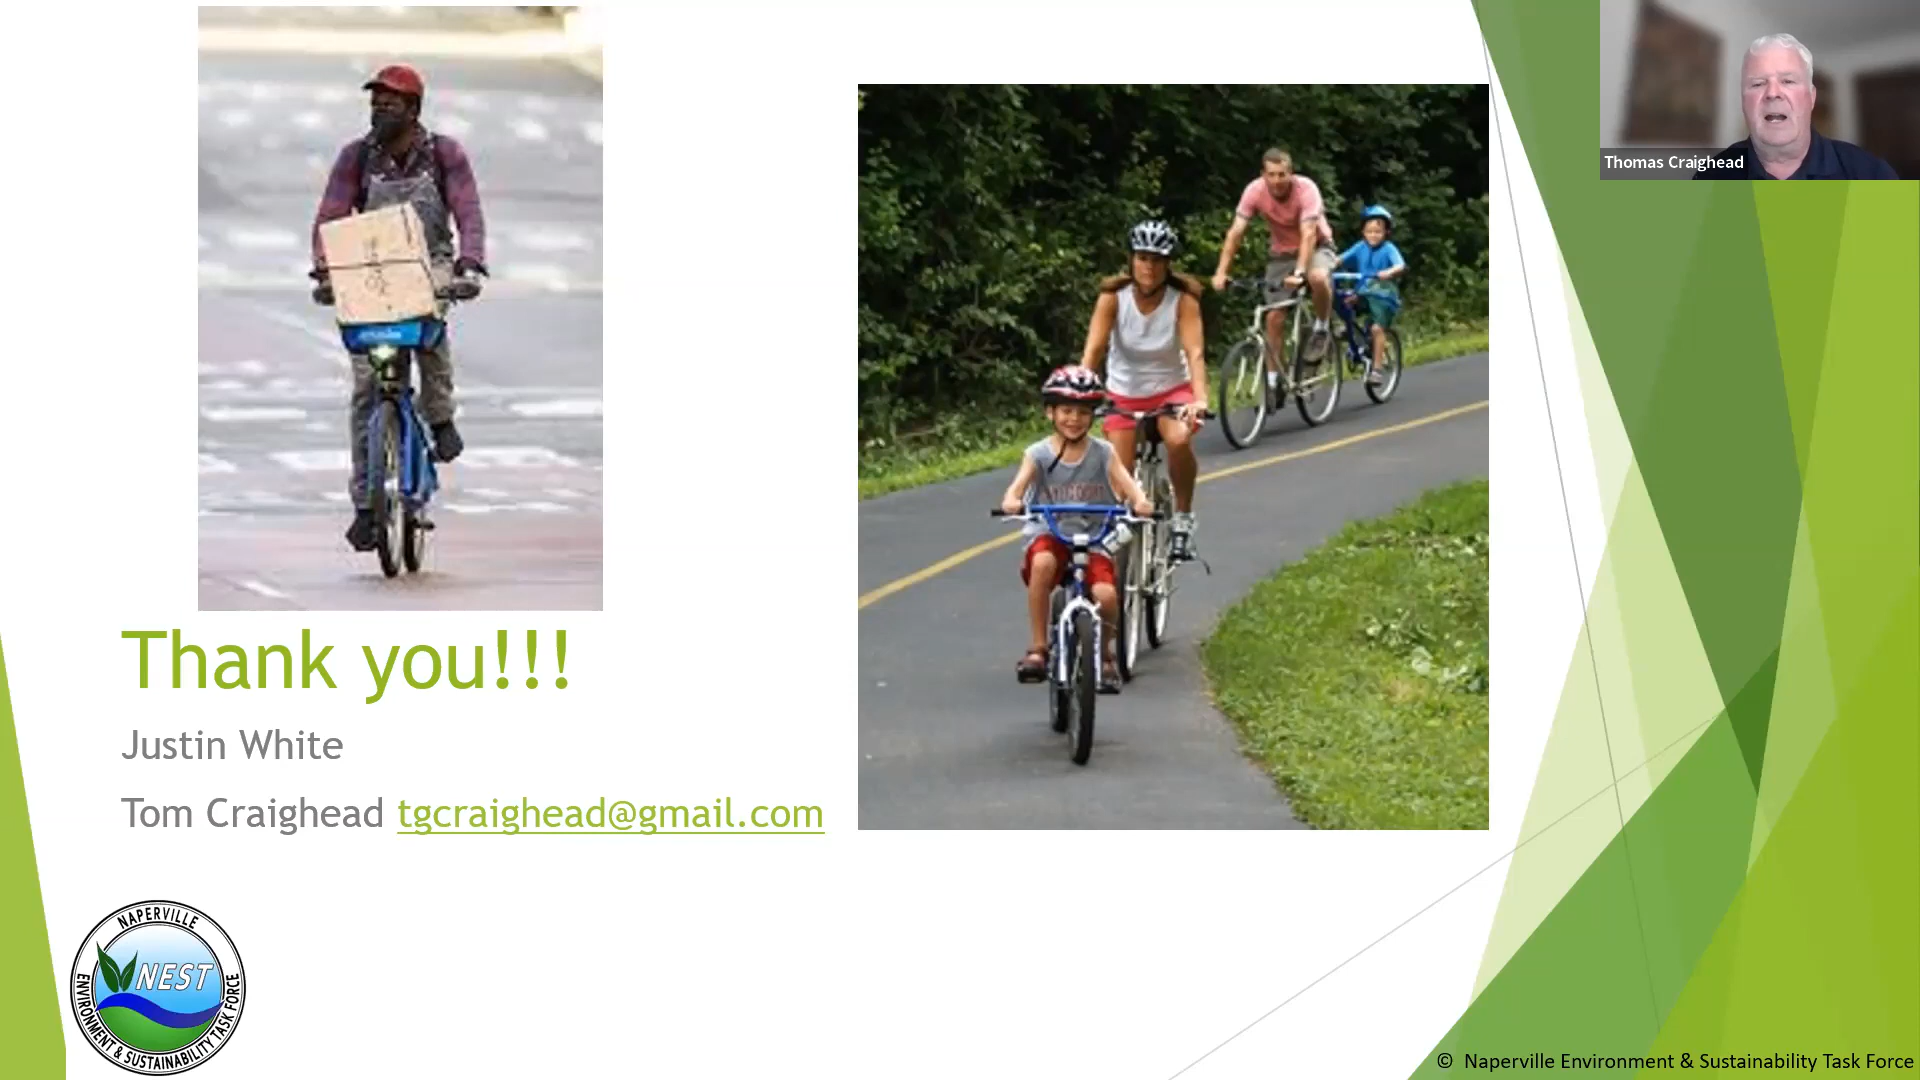 Thomas Craighead
Thank you!!!
Justin White
Tom Craighead tgcraighead@gmail.com
NAPERVILLE
NEST
ENVIRONMENT & SUSTAINABILITY TASK FORCE
© Naperville Environment & Sustainability Task Force